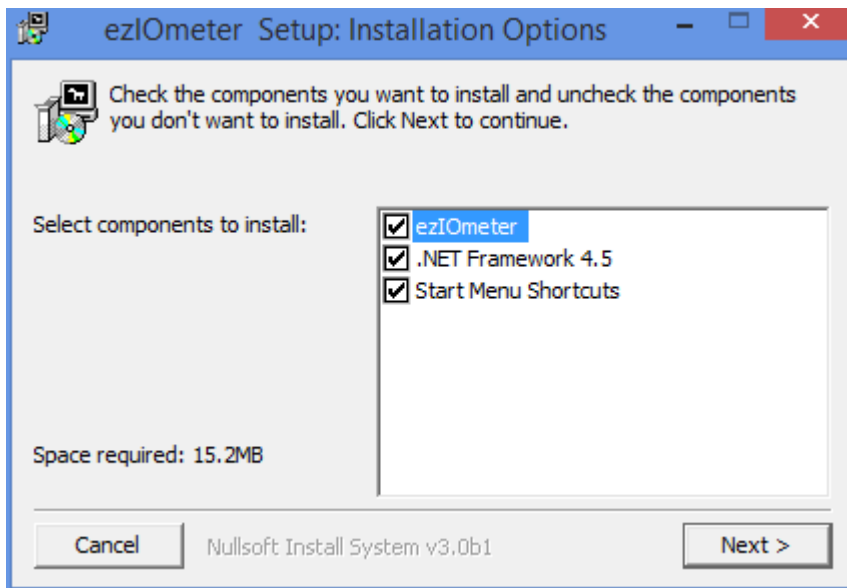 ezIOmeter Setup: Installation Options
Check the components you want to install and uncheck the components
you don't want to install. Click Next to continue.
Select components to install:
ezIOmeter
.NET Framework 4.5
Start Menu Shortcuts
Space required: 15.2MB
Cancel
Nullsoft Install System v3.0b1
Next >